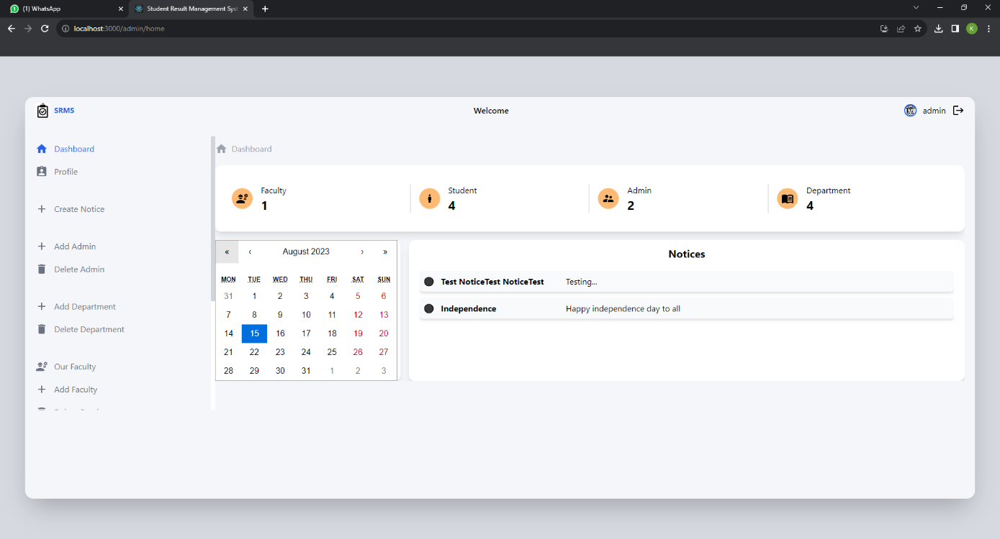 (1) WhatsApp
Student Result Management Sys
localhost:3000/admin/home
K
SRMS
Welcome
admin
Dashboard
Profile
Create Notice
Add Admin
Delete Admin
Add Department
Delete Department
Our Faculty
Add Faculty
Dashboard
Faculty
1
Student
4
Admin
2
Department
4
« ‹ August 2023 › »
MON TUE WED THU FRI SAT SUN
31 1 2 3 4 5 6
7 8 9 10 11 12 13
14 15 16 17 18 19 20
21 22 23 24 25 26 27
28 29 30 31 1 2 3
Notices
Test NoticeTest NoticeTest Testing...
Independence Happy independence day to all